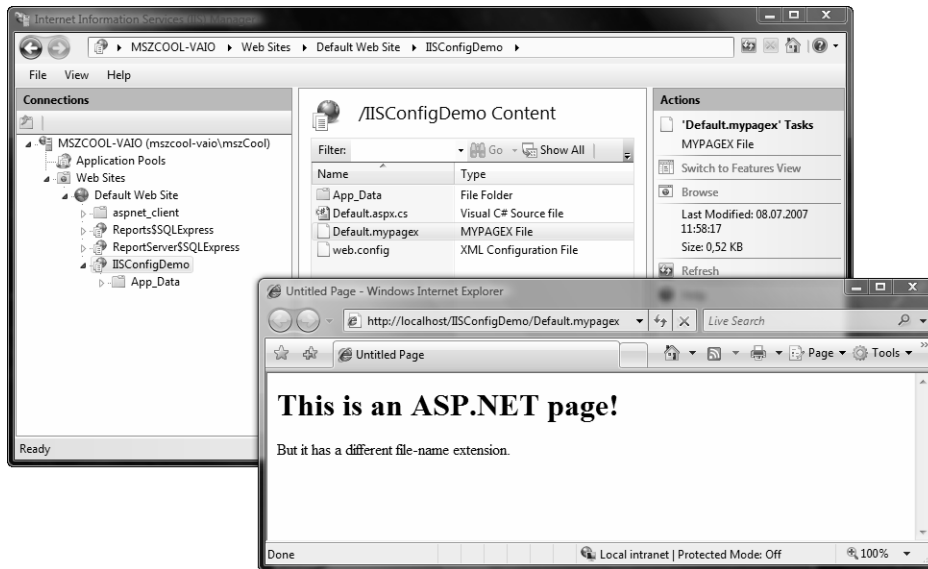 Internet Information Services (IIS) Manager
MSZCOOL-VAIO Web Sites Default Web Site IISConfigDemo
File View Help
Connections
MSZCOOL-VAIO (mszcool-vaio\mszCool)
Application Pools
Web Sites
Default Web Site
aspnet_client
Reports$SQLExpress
ReportServer$SQLExpress
IISConfigDemo
App_Data
Ready
/IISConfigDemo Content
Filter: Go Show All
Name Type
App_Data File Folder
Default.aspx.cs Visual C# Source file
Default.mypagex MYPAGEX File
web.config XML Configuration File
Actions
'Default.mypagex' Tasks
MYPAGEX File
Switch to Features View
Browse
Last Modified: 08.07.2007
11:58:17
Size: 0,52 KB
Refresh
Untitled Page - Windows Internet Explorer
http://localhost/IISConfigDemo/Default.mypagex Live Search
Untitled Page Page Tools
This is an ASP.NET page!
But it has a different file-name extension.
Done Local intranet | Protected Mode: Off 100%